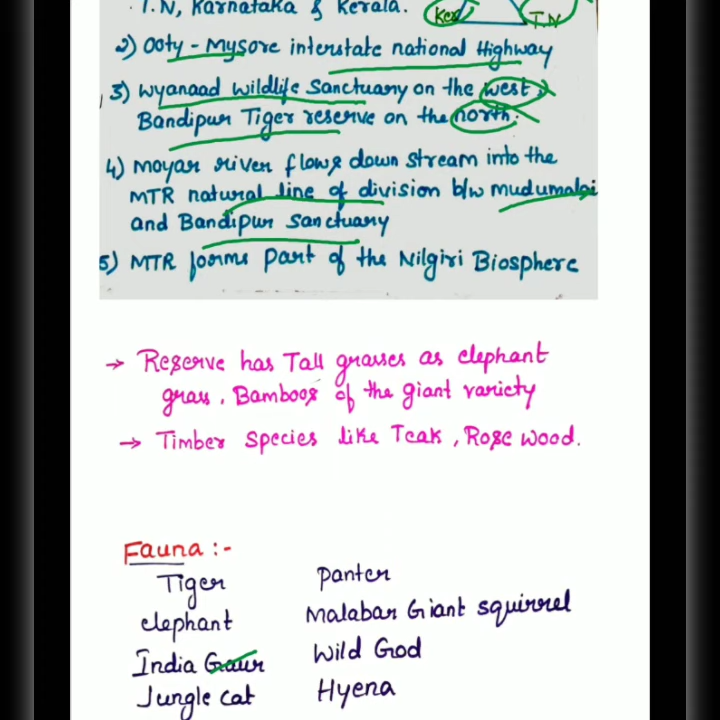 T.N, Karnataka & Kerala.
Ker
T.N
2) Ooty - Mysore interstate national Highway
3) Wyanaad wildlife Sanctuary on the west,
Bandipur Tiger reserve on the north.
4) Moyar river flows down stream into the
MTR natural line of division b/w mudumalai
and Bandipur Sanctuary
5) MTR forms part of the Nilgiri Biosphere
→ Reserve has Tall grasses as elephant
grass, Bamboos of the giant variety
→ Timber Species like Teak, Rose wood.
Fauna :-
Tiger
Panter
elephant
Malabar Giant squirrel
India Gaur
Wild God
Jungle cat
Hyena